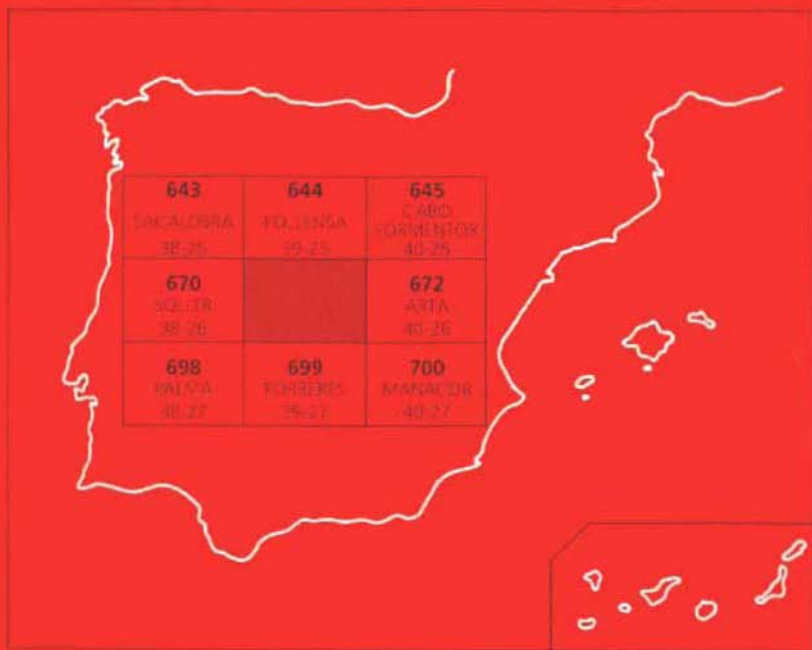 643
SACALOBRA
38-25
644
POLLENSA
39-25
645
CABO
FORMENTOR
40-25
670
SOLLER
38-26
672
ARTA
40-26
698
PALMA
38-27
699
PORRERES
39-27
700
MANACOR
40-27